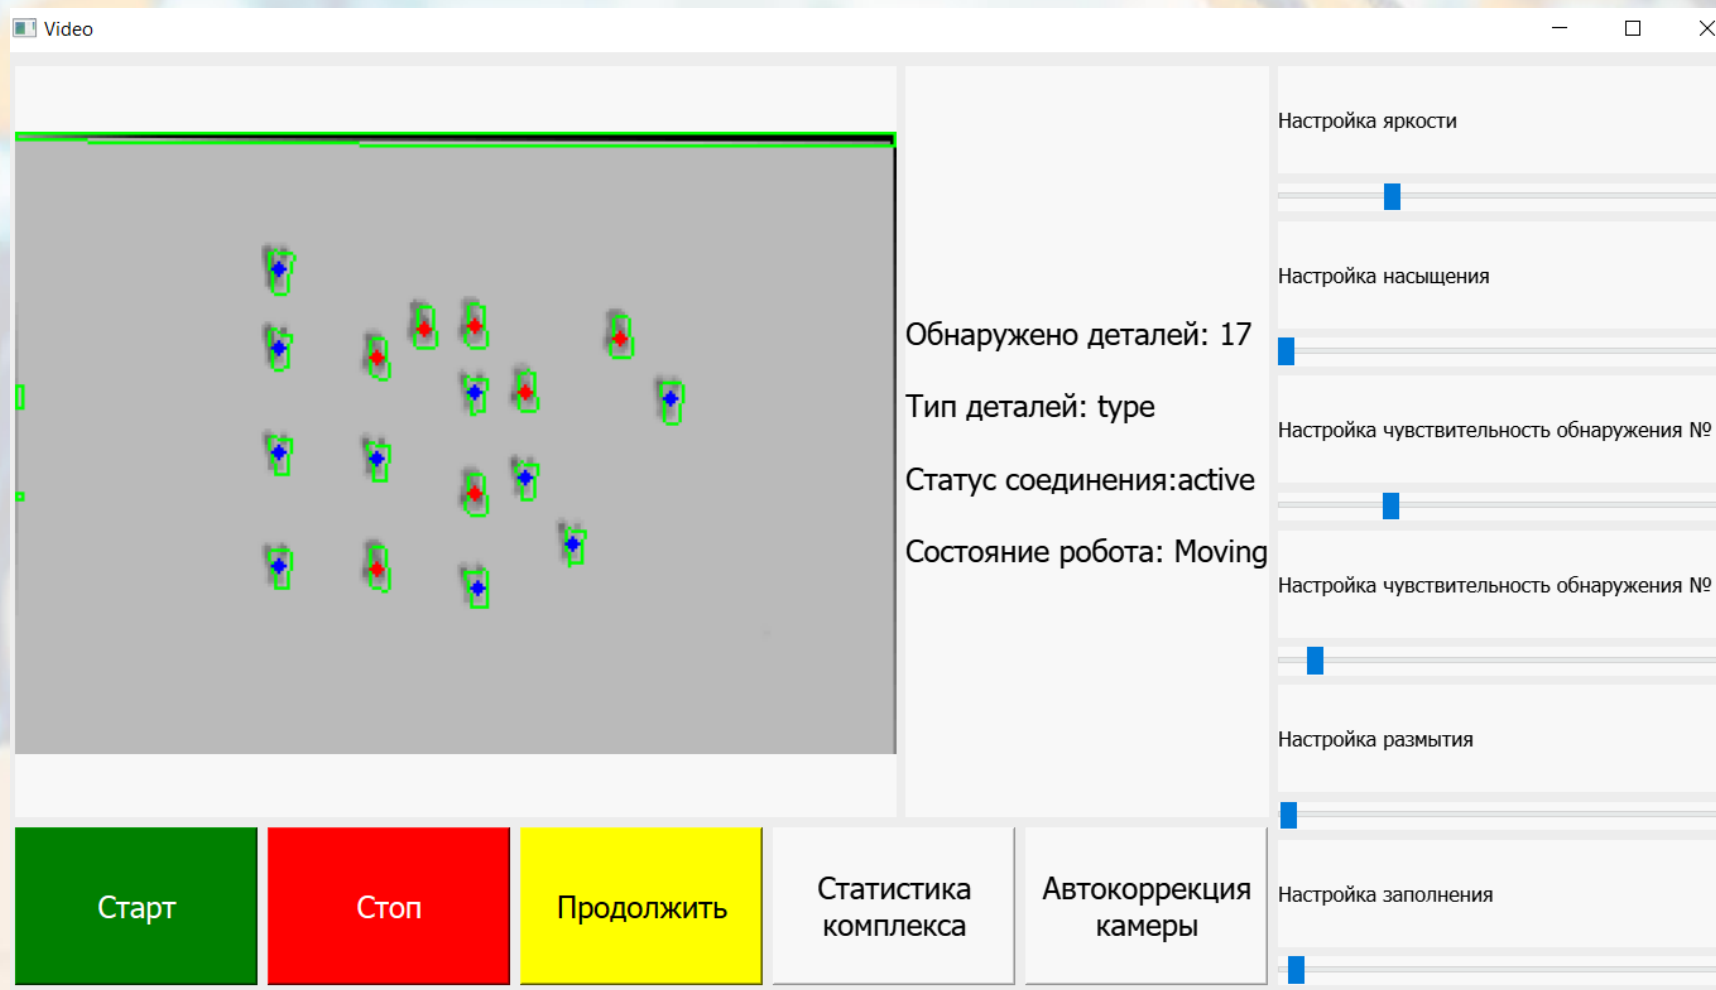 Video
Обнаружено деталей: 17
Тип деталей: type
Статус соединения:active
Состояние робота: Moving
Настройка яркости
Настройка насыщения
Настройка чувствительность обнаружения №
Настройка чувствительность обнаружения №
Настройка размытия
Настройка заполнения
Старт
Стоп
Продолжить
Статистика
комплекса
Автокоррекция
камеры